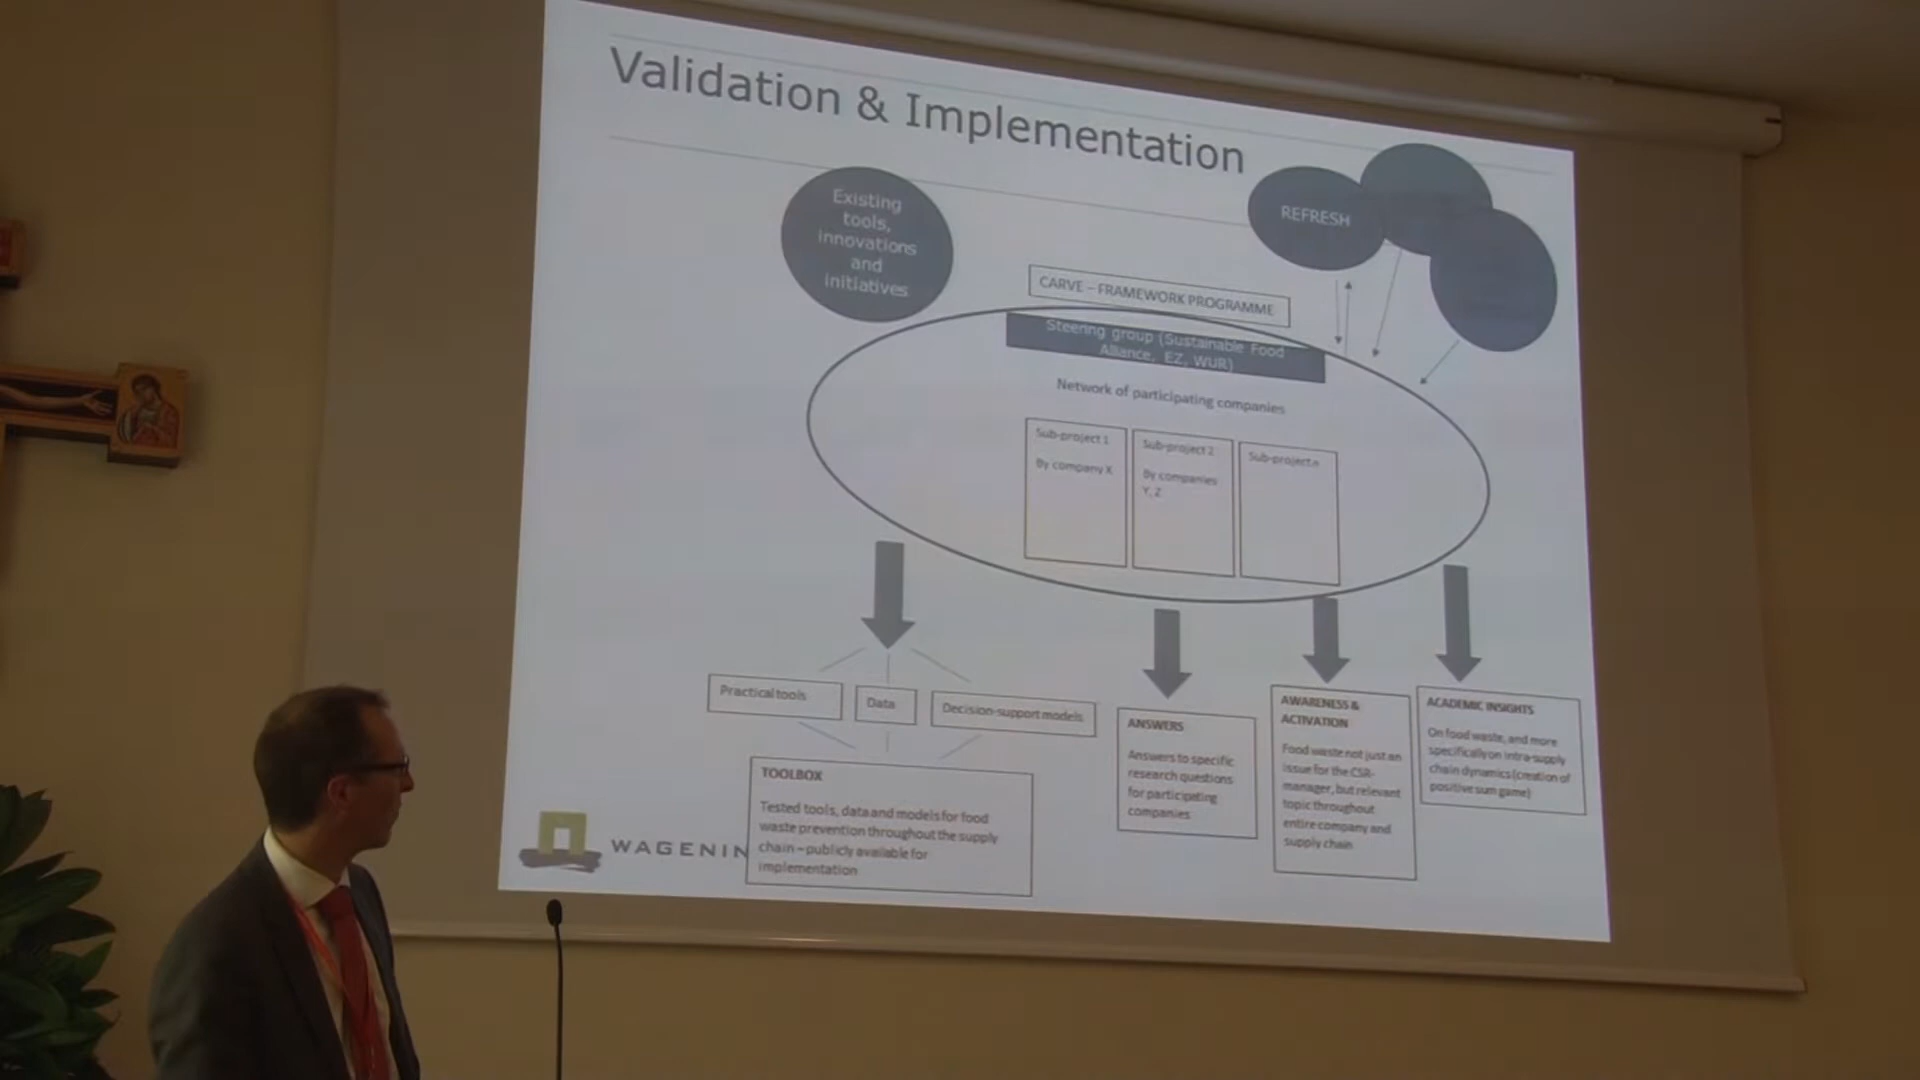 Validation & Implementation
Existing
tools,
innovations
and
initiatives
REFRESH
CARVE – FRAMEWORK PROGRAMME
Steering group (Sustainable Food
Alliance, EZ, WUR)
Network of participating companies
Sub-project 1
By company X
Sub-project 2
By companies
Y, Z
Sub-project n
Practical tools
Data
Decision-support models
TOOLBOX
Tested tools, data and models for food
waste prevention throughout the supply
chain – publicly available for
implementation
ANSWERS
Answers to specific
research questions
for participating
companies
AWARENESS &
ACTIVATION
Food waste not just an
issue for the CSR-
manager, but relevant
topic throughout
entire company and
supply chain
ACADEMIC INSIGHTS
On food waste, and more
specifically on intra-supply
chain dynamics (creation of
positive sum game)
WAGENIN